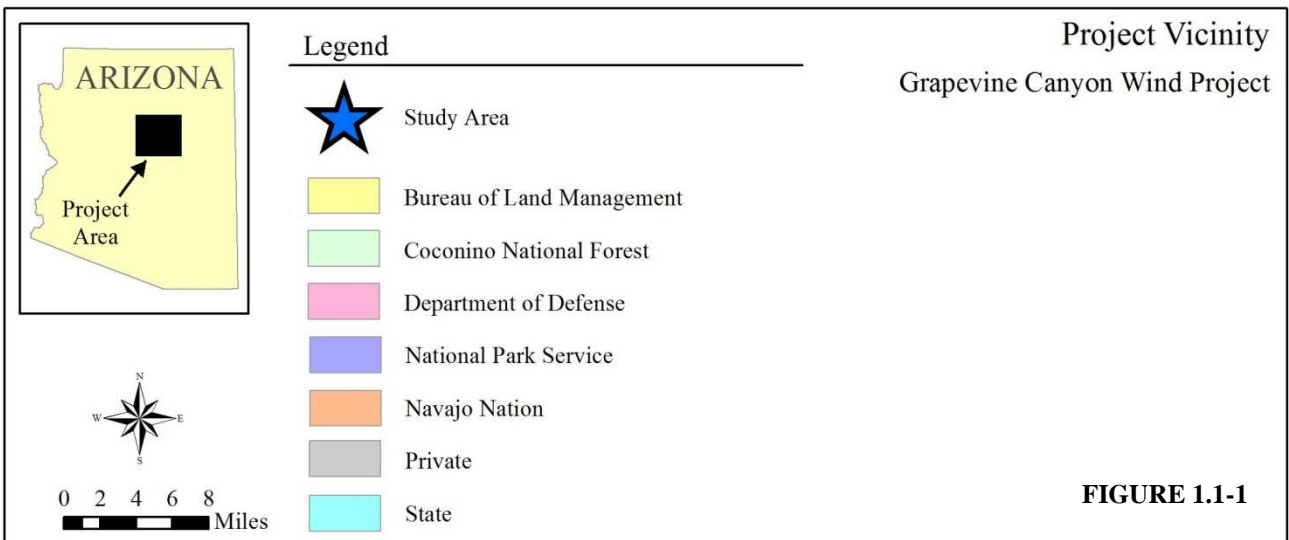 ARIZONA
Project
Area
N
W E
S
0 2 4 6 8
Miles
Legend
Study Area
Bureau of Land Management
Coconino National Forest
Department of Defense
National Park Service
Navajo Nation
Private
State
Project Vicinity
Grapevine Canyon Wind Project
FIGURE 1.1-1